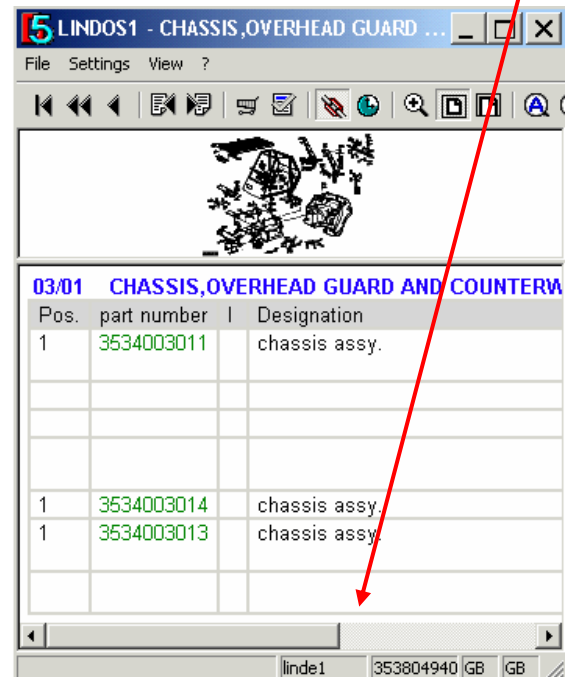 LINDOS1 - CHASSIS,OVERHEAD GUARD ...
File Settings View ?
03/01 CHASSIS,OVERHEAD GUARD AND COUNTERW
Pos. part number I Designation
1 3534003011 chassis assy.
1 3534003014 chassis assy.
1 3534003013 chassis assy.
linde1 353804940 GB GB